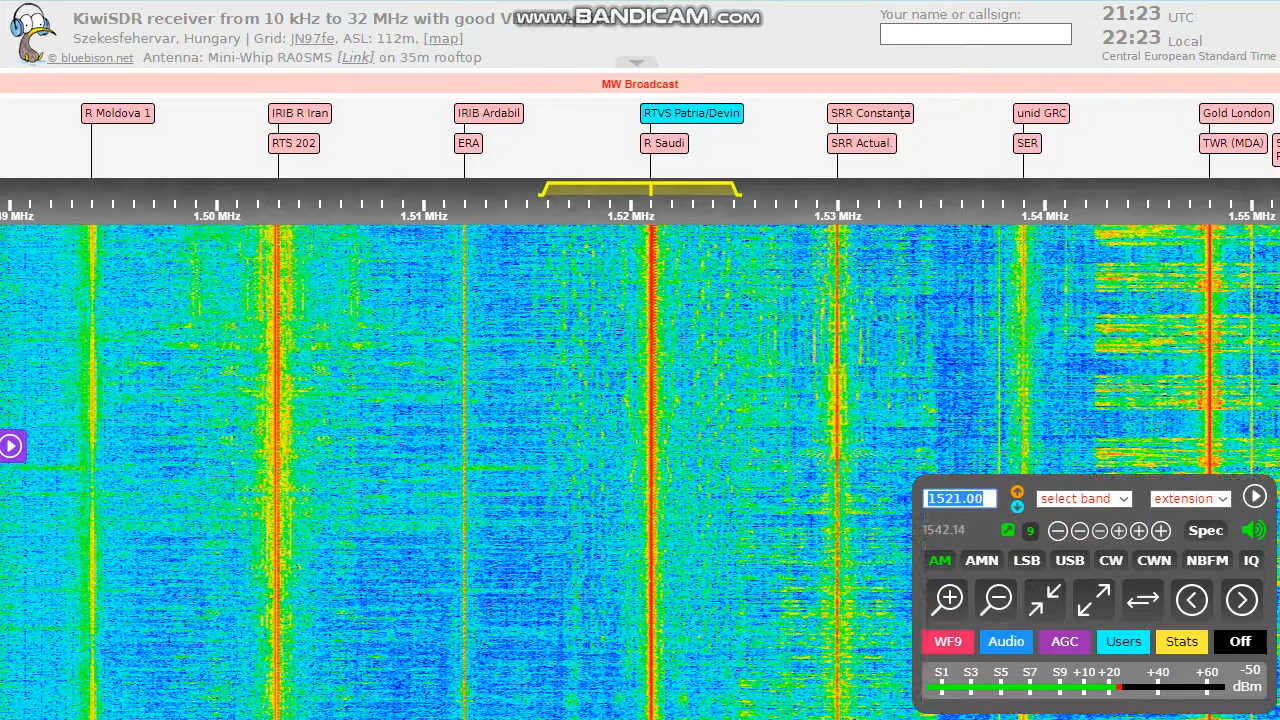 KiwiSDR receiver from 10 kHz to 32 MHz with good V
www.BANDICAM.com
Szekesfehervar, Hungary | Grid: JN97fe, ASL: 112m, [map]
© bluebison.net Antenna: Mini-Whip RA0SMS [Link] on 35m rooftop
Your name or callsign:
21:23 UTC
22:23 Local
Central European Standard Time
MW Broadcast
R Moldova 1 IRIB R Iran IRIB Ardabil RTVS Patria/Devin SRR Constanţa unid GRC Gold London
RTS 202 ERA R Saudi SRR Actual. SER TWR (MDA)
49 MHz 1.50 MHz 1.51 MHz 1.52 MHz 1.53 MHz 1.54 MHz 1.55 MHz
1521.00 select band extension
1542.14 9 Spec
AM AMN LSB USB CW CWN NBFM IQ
WF9 Audio AGC Users Stats Off
S1 S3 S5 S7 S9 +10 +20 +40 +60 -50
dBm